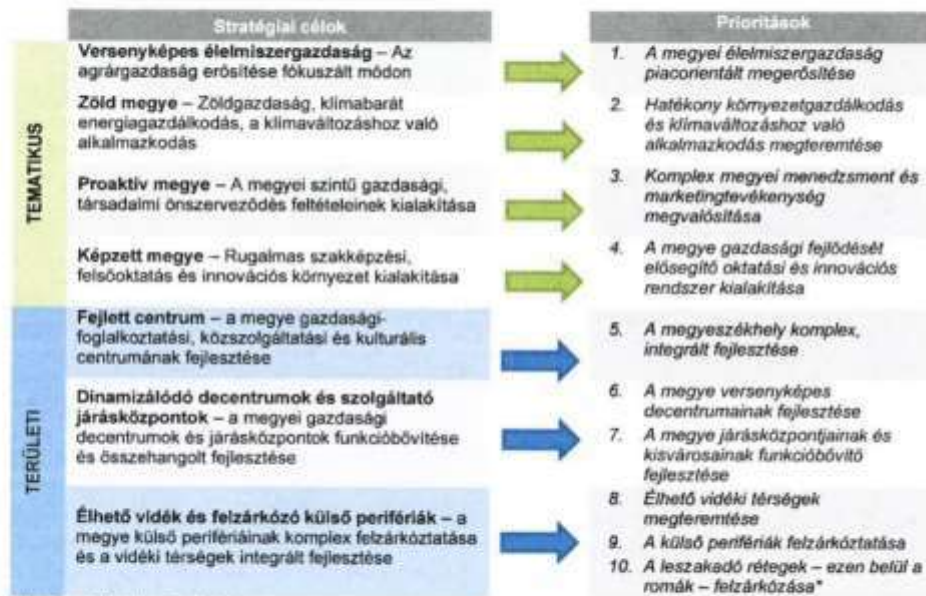 Stratégiai célok
Prioritások
TEMATIKUS
Versenyképes élelmiszergazdaság – Az
agrárgazdaság erősítése fókuszált módon
1. A megyei élelmiszergazdaság
piacorientált megerősítése
Zöld megye – Zöldgazdaság, klímabarát
energiagazdálkodás, a klímaváltozáshoz való
alkalmazkodás
2. Hatékony környezetgazdálkodás
és klímaváltozáshoz való
alkalmazkodás megteremtése
Proaktív megye – A megyei szintű gazdasági,
társadalmi önszerveződés feltételeinek kialakítása
3. Komplex megyei menedzsment és
marketingtevékenység
megvalósítása
Képzett megye – Rugalmas szakképzési,
felsőoktatás és innovációs környezet kialakítása
4. A megye gazdasági fejlődését
elősegítő oktatási és innovációs
rendszer kialakítása
TERÜLETI
Fejlett centrum – a megye gazdasági-
foglalkoztatási, közszolgáltatási és kulturális
centrumának fejlesztése
5. A megyeszékhely komplex,
integrált fejlesztése
Dinamizálódó decentrumok és szolgáltató
járásközpontok – a megyei gazdasági
decentrumok és járásközpontok funkcióbővítése
és összehangolt fejlesztése
6. A megye versenyképes
decentrumainak fejlesztése
7. A megye járásközpontjainak és
kisvárosainak funkcióbővítő
fejlesztése
Élhető vidék és felzárkózó külső perifériák – a
megye külső perifériáinak komplex felzárkóztatása
és a vidéki térségek integrált fejlesztése
8. Élhető vidéki térségek
megteremtése
9. A külső perifériák felzárkóztatása
10. A leszakadó rétegek – ezen belül a
romák – felzárkózása*